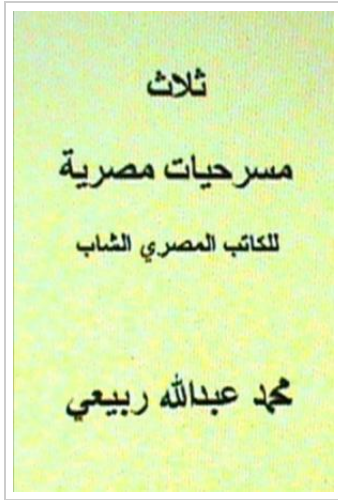 ثلاث
مسرحيات مصرية
للكاتب المصري الشاب
محمد عبدالله ربيعي